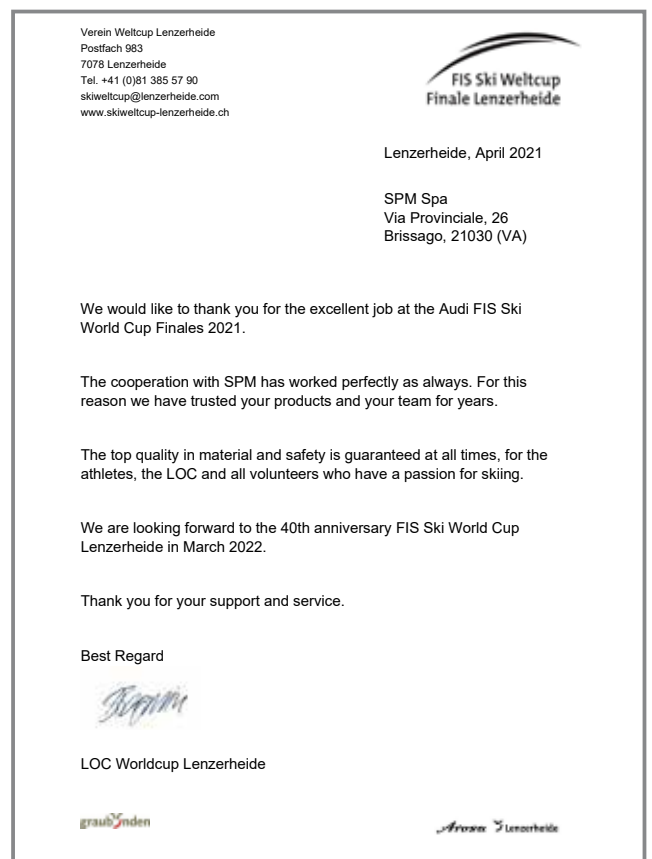 Verein Weltcup Lenzerheide
Postfach 983
7078 Lenzerheide
Tel. +41 (0)81 385 57 90
skiweltcup@lenzerheide.com
www.skiweltcup-lenzerheide.ch
FIS Ski Weltcup
Finale Lenzerheide
Lenzerheide, April 2021
SPM Spa
Via Provinciale, 26
Brissago, 21030 (VA)
We would like to thank you for the excellent job at the Audi FIS Ski
World Cup Finales 2021.
The cooperation with SPM has worked perfectly as always. For this
reason we have trusted your products and your team for years.
The top quality in material and safety is guaranteed at all times, for the
athletes, the LOC and all volunteers who have a passion for skiing.
We are looking forward to the 40th anniversary FIS Ski World Cup
Lenzerheide in March 2022.
Thank you for your support and service.
Best Regard
LOC Worldcup Lenzerheide
graubünden
Arosa Lenzerheide